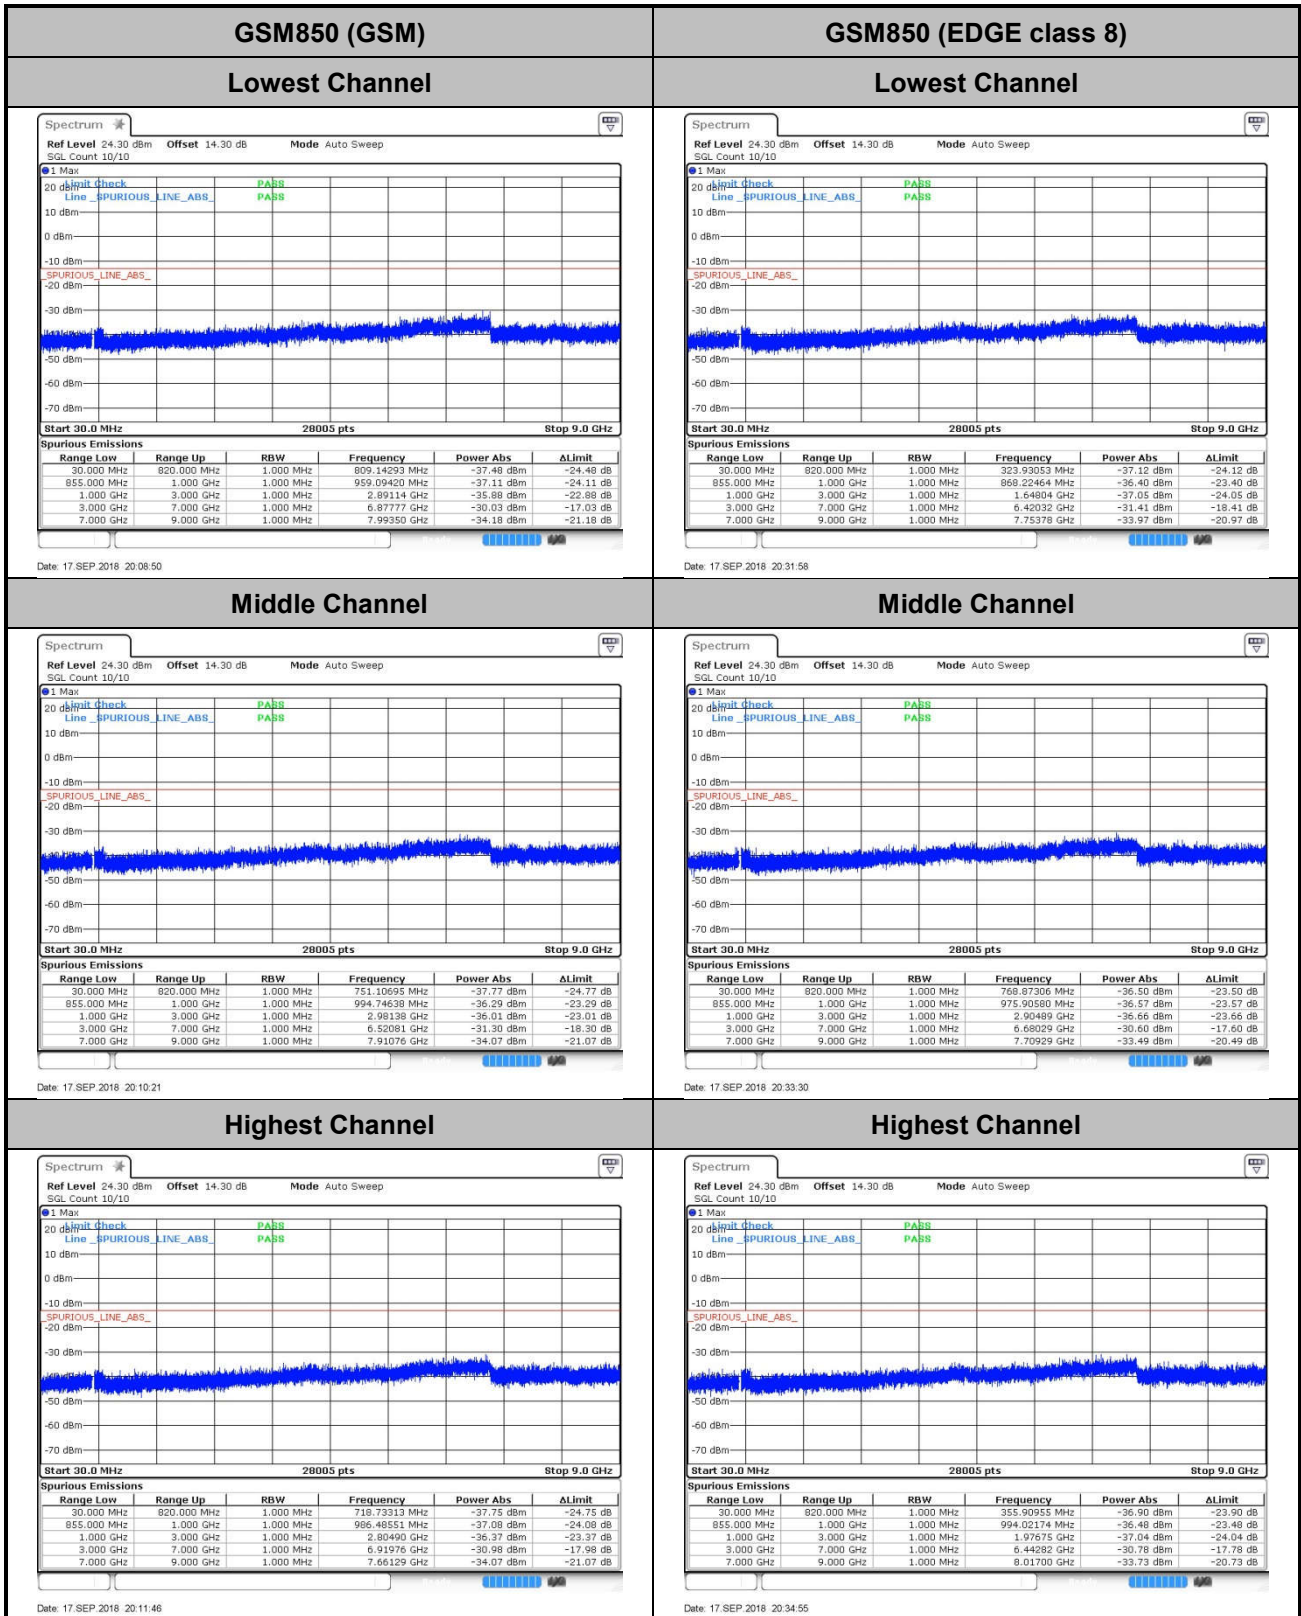 GSM850 (GSM)
GSM850 (EDGE class 8)
Lowest Channel
Lowest Channel
Spectrum
Ref Level 24.30 dBm Offset 14.30 dB Mode Auto Sweep
SGL Count 10/10
1 Max
20 dBm Limit Check PASS
Line _SPURIOUS_LINE_ABS_ PASS
10 dBm
0 dBm
-10 dBm
_SPURIOUS_LINE_ABS_
-20 dBm
-30 dBm
-50 dBm
-60 dBm
-70 dBm
Start 30.0 MHz 28005 pts Stop 9.0 GHz
Spurious Emissions
Range Low Range Up RBW Frequency Power Abs ΔLimit
30.000 MHz 820.000 MHz 1.000 MHz 809.14293 MHz -37.48 dBm -24.48 dB
855.000 MHz 1.000 GHz 1.000 MHz 959.09420 MHz -37.11 dBm -24.11 dB
1.000 GHz 3.000 GHz 1.000 MHz 2.89114 GHz -35.88 dBm -22.88 dB
3.000 GHz 7.000 GHz 1.000 MHz 6.87777 GHz -30.03 dBm -17.03 dB
7.000 GHz 9.000 GHz 1.000 MHz 7.99350 GHz -34.18 dBm -21.18 dB
Date: 17.SEP.2018 20:08:50
Spectrum
Ref Level 24.30 dBm Offset 14.30 dB Mode Auto Sweep
SGL Count 10/10
1 Max
20 dBm Limit Check PASS
Line _SPURIOUS_LINE_ABS_ PASS
10 dBm
0 dBm
-10 dBm
_SPURIOUS_LINE_ABS_
-20 dBm
-30 dBm
-50 dBm
-60 dBm
-70 dBm
Start 30.0 MHz 28005 pts Stop 9.0 GHz
Spurious Emissions
Range Low Range Up RBW Frequency Power Abs ΔLimit
30.000 MHz 820.000 MHz 1.000 MHz 323.93053 MHz -37.12 dBm -24.12 dB
855.000 MHz 1.000 GHz 1.000 MHz 868.22464 MHz -36.40 dBm -23.40 dB
1.000 GHz 3.000 GHz 1.000 MHz 1.64804 GHz -37.05 dBm -24.05 dB
3.000 GHz 7.000 GHz 1.000 MHz 6.42032 GHz -31.41 dBm -18.41 dB
7.000 GHz 9.000 GHz 1.000 MHz 7.75378 GHz -33.97 dBm -20.97 dB
Date: 17.SEP.2018 20:31:58
Middle Channel
Middle Channel
Spectrum
Ref Level 24.30 dBm Offset 14.30 dB Mode Auto Sweep
SGL Count 10/10
1 Max
20 dBm Limit Check PASS
Line _SPURIOUS_LINE_ABS_ PASS
10 dBm
0 dBm
-10 dBm
_SPURIOUS_LINE_ABS_
-20 dBm
-30 dBm
-50 dBm
-60 dBm
-70 dBm
Start 30.0 MHz 28005 pts Stop 9.0 GHz
Spurious Emissions
Range Low Range Up RBW Frequency Power Abs ΔLimit
30.000 MHz 820.000 MHz 1.000 MHz 751.10695 MHz -37.77 dBm -24.77 dB
855.000 MHz 1.000 GHz 1.000 MHz 994.74638 MHz -36.29 dBm -23.29 dB
1.000 GHz 3.000 GHz 1.000 MHz 2.98138 GHz -36.01 dBm -23.01 dB
3.000 GHz 7.000 GHz 1.000 MHz 6.52081 GHz -31.30 dBm -18.30 dB
7.000 GHz 9.000 GHz 1.000 MHz 7.91076 GHz -34.07 dBm -21.07 dB
Date: 17.SEP.2018 20:10:21
Spectrum
Ref Level 24.30 dBm Offset 14.30 dB Mode Auto Sweep
SGL Count 10/10
1 Max
20 dBm Limit Check PASS
Line _SPURIOUS_LINE_ABS_ PASS
10 dBm
0 dBm
-10 dBm
_SPURIOUS_LINE_ABS_
-20 dBm
-30 dBm
-50 dBm
-60 dBm
-70 dBm
Start 30.0 MHz 28005 pts Stop 9.0 GHz
Spurious Emissions
Range Low Range Up RBW Frequency Power Abs ΔLimit
30.000 MHz 820.000 MHz 1.000 MHz 768.87306 MHz -36.50 dBm -23.50 dB
855.000 MHz 1.000 GHz 1.000 MHz 975.90580 MHz -36.57 dBm -23.57 dB
1.000 GHz 3.000 GHz 1.000 MHz 2.90489 GHz -36.66 dBm -23.66 dB
3.000 GHz 7.000 GHz 1.000 MHz 6.68029 GHz -30.60 dBm -17.60 dB
7.000 GHz 9.000 GHz 1.000 MHz 7.70929 GHz -33.49 dBm -20.49 dB
Date: 17.SEP.2018 20:33:30
Highest Channel
Highest Channel
Spectrum
Ref Level 24.30 dBm Offset 14.30 dB Mode Auto Sweep
SGL Count 10/10
1 Max
20 dBm Limit Check PASS
Line _SPURIOUS_LINE_ABS_ PASS
10 dBm
0 dBm
-10 dBm
_SPURIOUS_LINE_ABS_
-20 dBm
-30 dBm
-50 dBm
-60 dBm
-70 dBm
Start 30.0 MHz 28005 pts Stop 9.0 GHz
Spurious Emissions
Range Low Range Up RBW Frequency Power Abs ΔLimit
30.000 MHz 820.000 MHz 1.000 MHz 718.73313 MHz -37.75 dBm -24.75 dB
855.000 MHz 1.000 GHz 1.000 MHz 986.48551 MHz -37.08 dBm -24.08 dB
1.000 GHz 3.000 GHz 1.000 MHz 2.80490 GHz -36.37 dBm -23.37 dB
3.000 GHz 7.000 GHz 1.000 MHz 6.91976 GHz -30.98 dBm -17.98 dB
7.000 GHz 9.000 GHz 1.000 MHz 7.66129 GHz -34.07 dBm -21.07 dB
Date: 17.SEP.2018 20:11:46
Spectrum
Ref Level 24.30 dBm Offset 14.30 dB Mode Auto Sweep
SGL Count 10/10
1 Max
20 dBm Limit Check PASS
Line _SPURIOUS_LINE_ABS_ PASS
10 dBm
0 dBm
-10 dBm
_SPURIOUS_LINE_ABS_
-20 dBm
-30 dBm
-50 dBm
-60 dBm
-70 dBm
Start 30.0 MHz 28005 pts Stop 9.0 GHz
Spurious Emissions
Range Low Range Up RBW Frequency Power Abs ΔLimit
30.000 MHz 820.000 MHz 1.000 MHz 355.90955 MHz -36.90 dBm -23.90 dB
855.000 MHz 1.000 GHz 1.000 MHz 994.02174 MHz -36.48 dBm -23.48 dB
1.000 GHz 3.000 GHz 1.000 MHz 1.97675 GHz -37.04 dBm -24.04 dB
3.000 GHz 7.000 GHz 1.000 MHz 6.44282 GHz -30.78 dBm -17.78 dB
7.000 GHz 9.000 GHz 1.000 MHz 8.01700 GHz -33.73 dBm -20.73 dB
Date: 17.SEP.2018 20:34:55